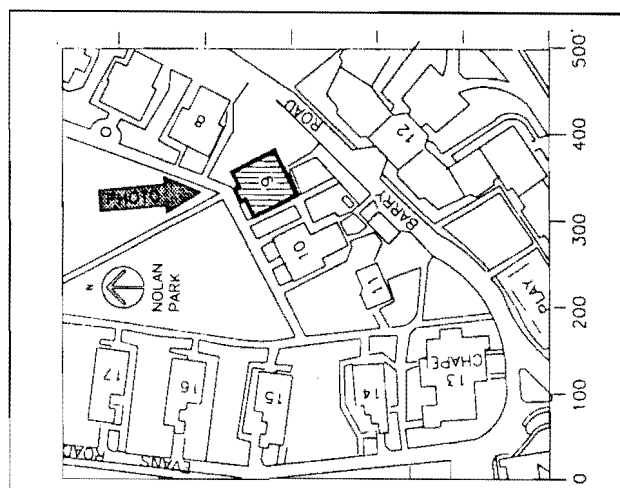 500'
400
300
200
100
0
8
ROAD
12
9
PHOTO
BARRY
10
N
NOLAN
PARK
11
PLAY
17
16
15
14
13
CHAPE
EVANS
ROAD